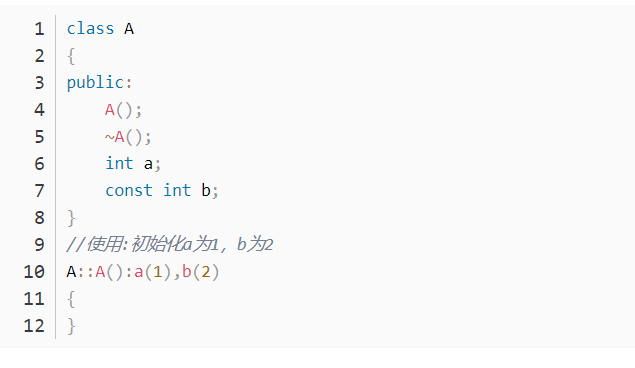 1 class A
2 {
3 public:
4     A();
5     ~A();
6     int a;
7     const int b;
8 }
9 //使用:初始化a为1, b为2
10 A::A():a(1),b(2)
11 {
12 }